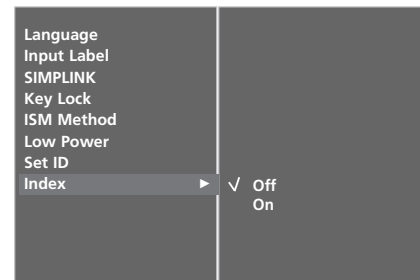 Language
Input Label
SIMPLINK
Key Lock
ISM Method
Low Power
Set ID
Index ► √ Off
On